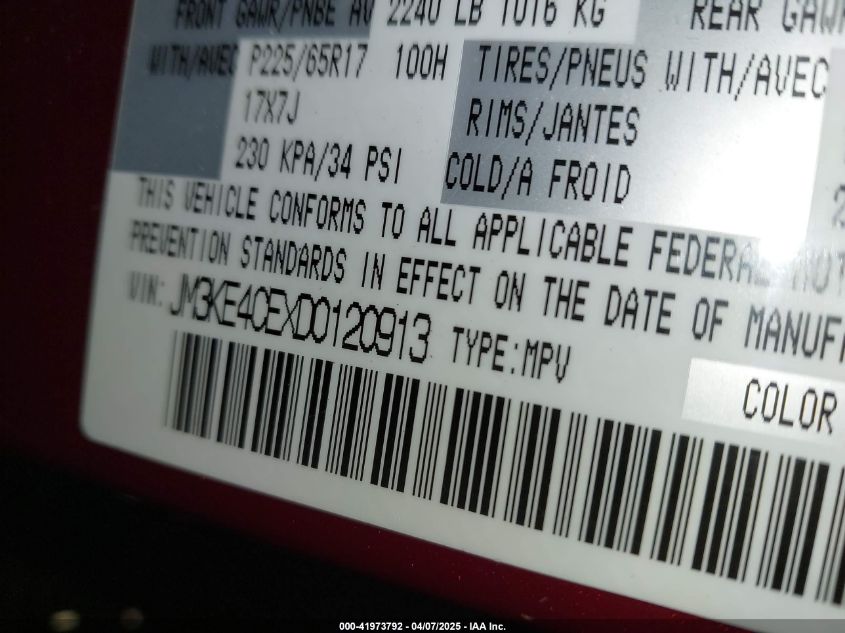 FRONT GAWR/PNBE AV 2240 LB 1016 KG REAR GAWR
WITH/AVEC P225/65R17 100H TIRES/PNEUS WITH/AVEC
17X7J RIMS/JANTES
230 KPA/34 PSI COLD/A FROID
THIS VEHICLE CONFORMS TO ALL APPLICABLE FEDERAL
PREVENTION STANDARDS IN EFFECT ON THE DATE OF MANUF
VIN: JM3KE4CEXD0120913 TYPE:MPV
COLOR
000-41973792 - 04/07/2025 - IAA Inc.